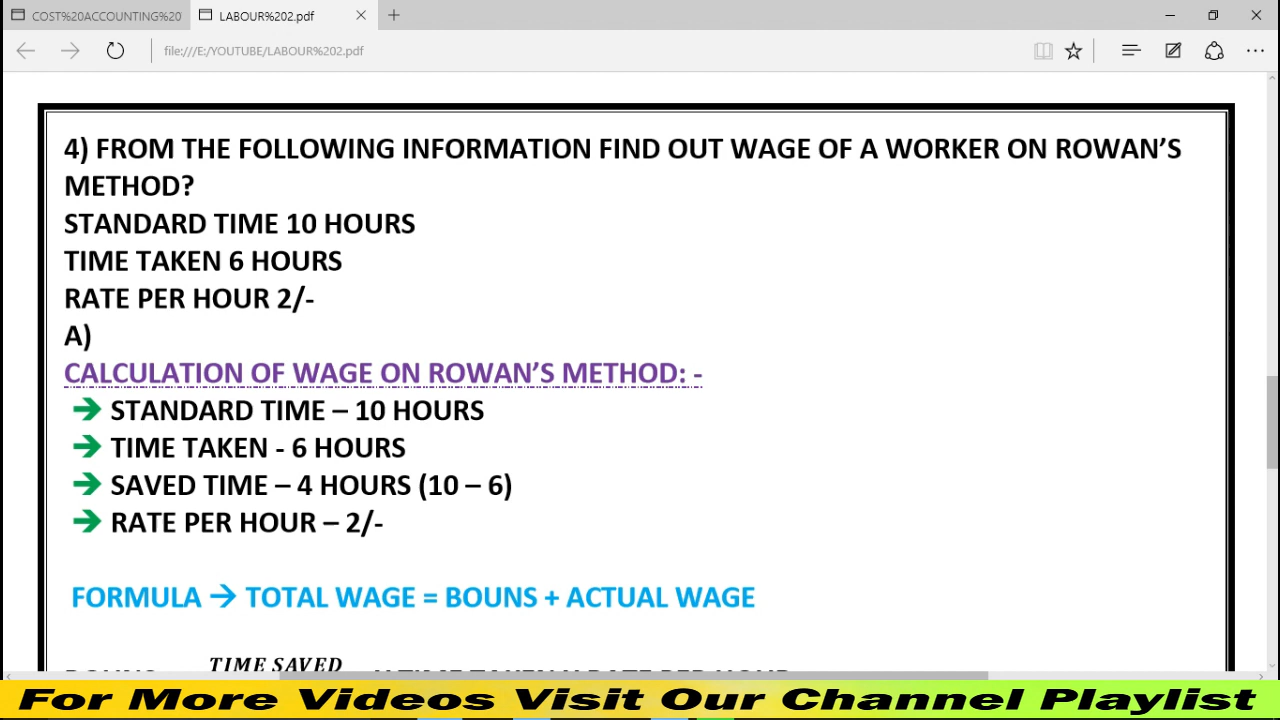 COST%20ACCOUNTING%20
LABOUR%202.pdf
file:///E:/YOUTUBE/LABOUR%202.pdf
4) FROM THE FOLLOWING INFORMATION FIND OUT WAGE OF A WORKER ON ROWAN'S
METHOD?
STANDARD TIME 10 HOURS
TIME TAKEN 6 HOURS
RATE PER HOUR 2/-
A)
CALCULATION OF WAGE ON ROWAN'S METHOD: -
➔ STANDARD TIME – 10 HOURS
➔ TIME TAKEN - 6 HOURS
➔ SAVED TIME – 4 HOURS (10 – 6)
➔ RATE PER HOUR – 2/-
FORMULA → TOTAL WAGE = BOUNS + ACTUAL WAGE
TIME SAVED
For More Videos Visit Our Channel Playlist